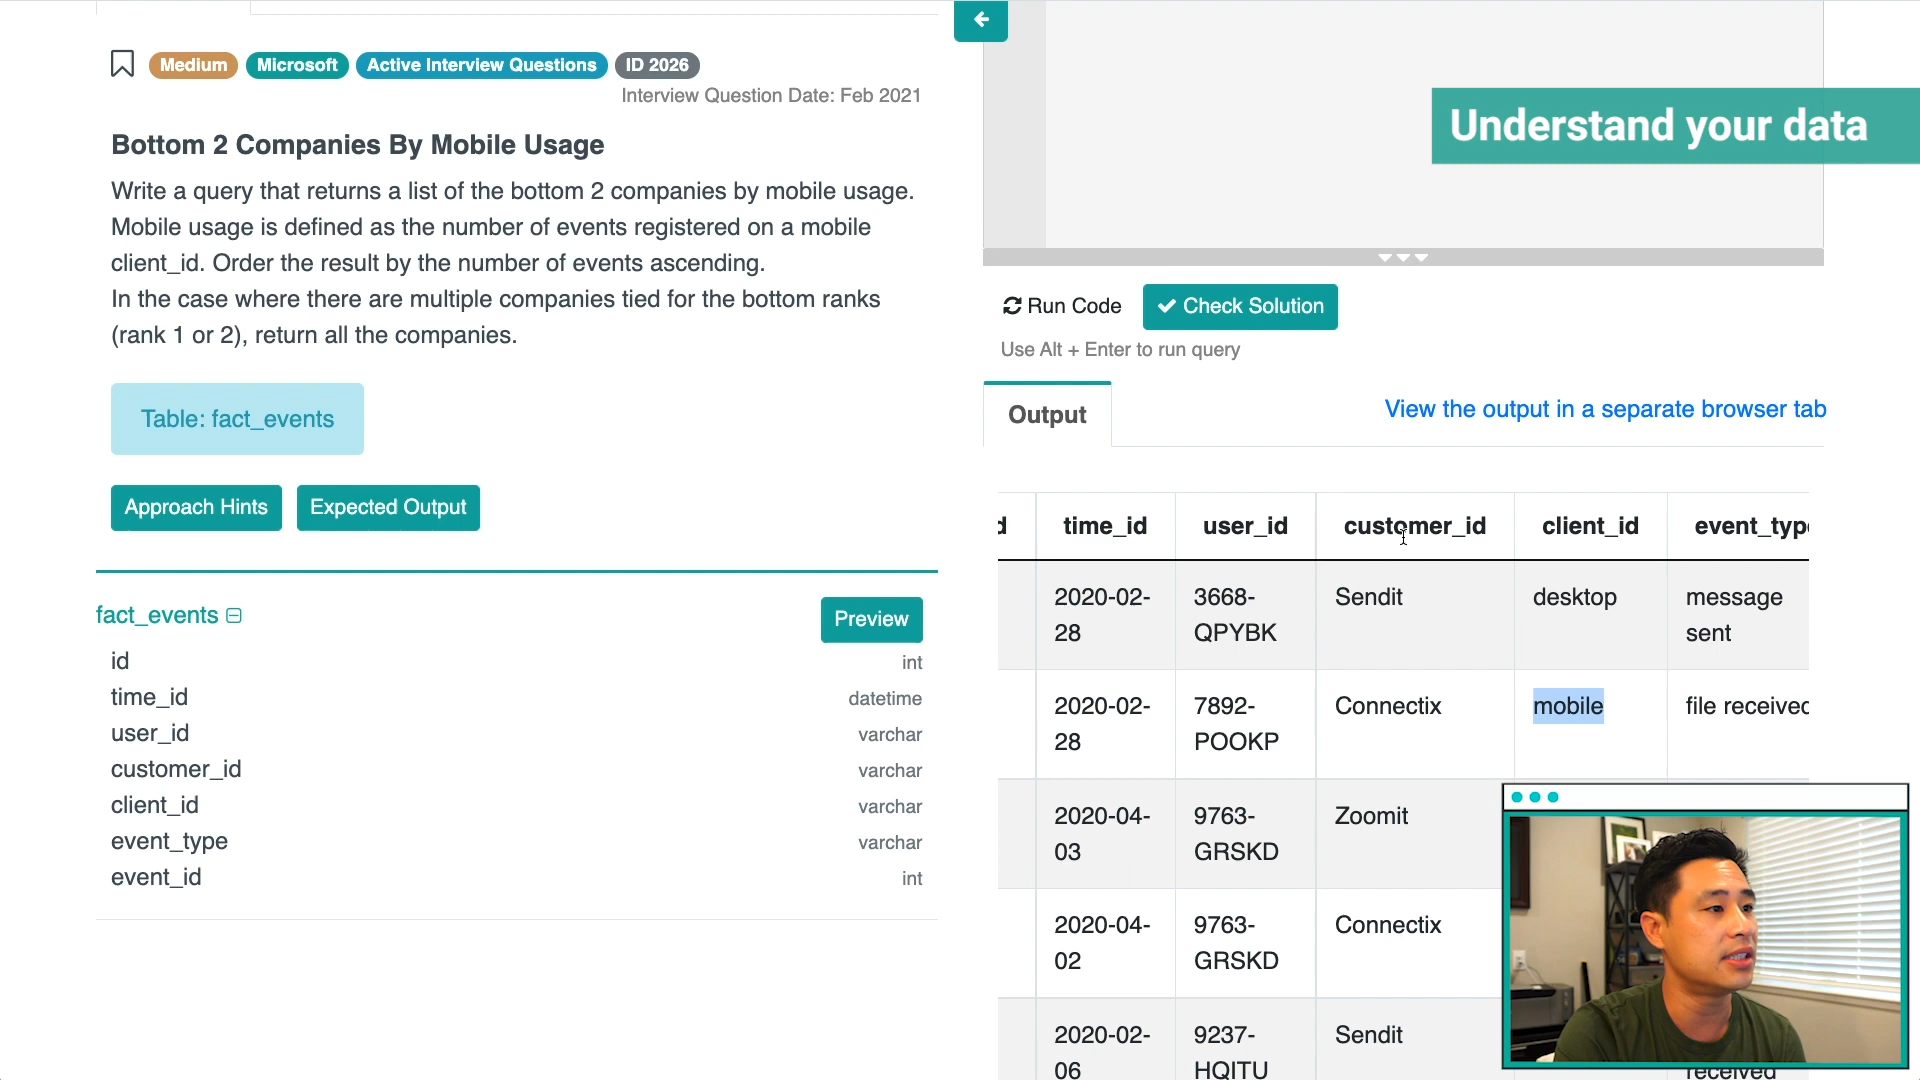 Medium Microsoft Active Interview Questions ID 2026
Interview Question Date: Feb 2021
Bottom 2 Companies By Mobile Usage
Write a query that returns a list of the bottom 2 companies by mobile usage.
Mobile usage is defined as the number of events registered on a mobile
client_id. Order the result by the number of events ascending.
In the case where there are multiple companies tied for the bottom ranks
(rank 1 or 2), return all the companies.
Table: fact_events
Approach Hints Expected Output
fact_events Preview
id int
time_id datetime
user_id varchar
customer_id varchar
client_id varchar
event_type varchar
event_id int
Understand your data
Run Code Check Solution
Use Alt + Enter to run query
Output View the output in a separate browser tab
d time_id user_id customer_id client_id event_type
2020-02- 3668- Sendit desktop message
28 QPYBK sent
2020-02- 7892- Connectix mobile file received
28 POOKP
2020-04- 9763- Zoomit
03 GRSKD
2020-04- 9763- Connectix
02 GRSKD
2020-02- 9237- Sendit
06 HQITU received